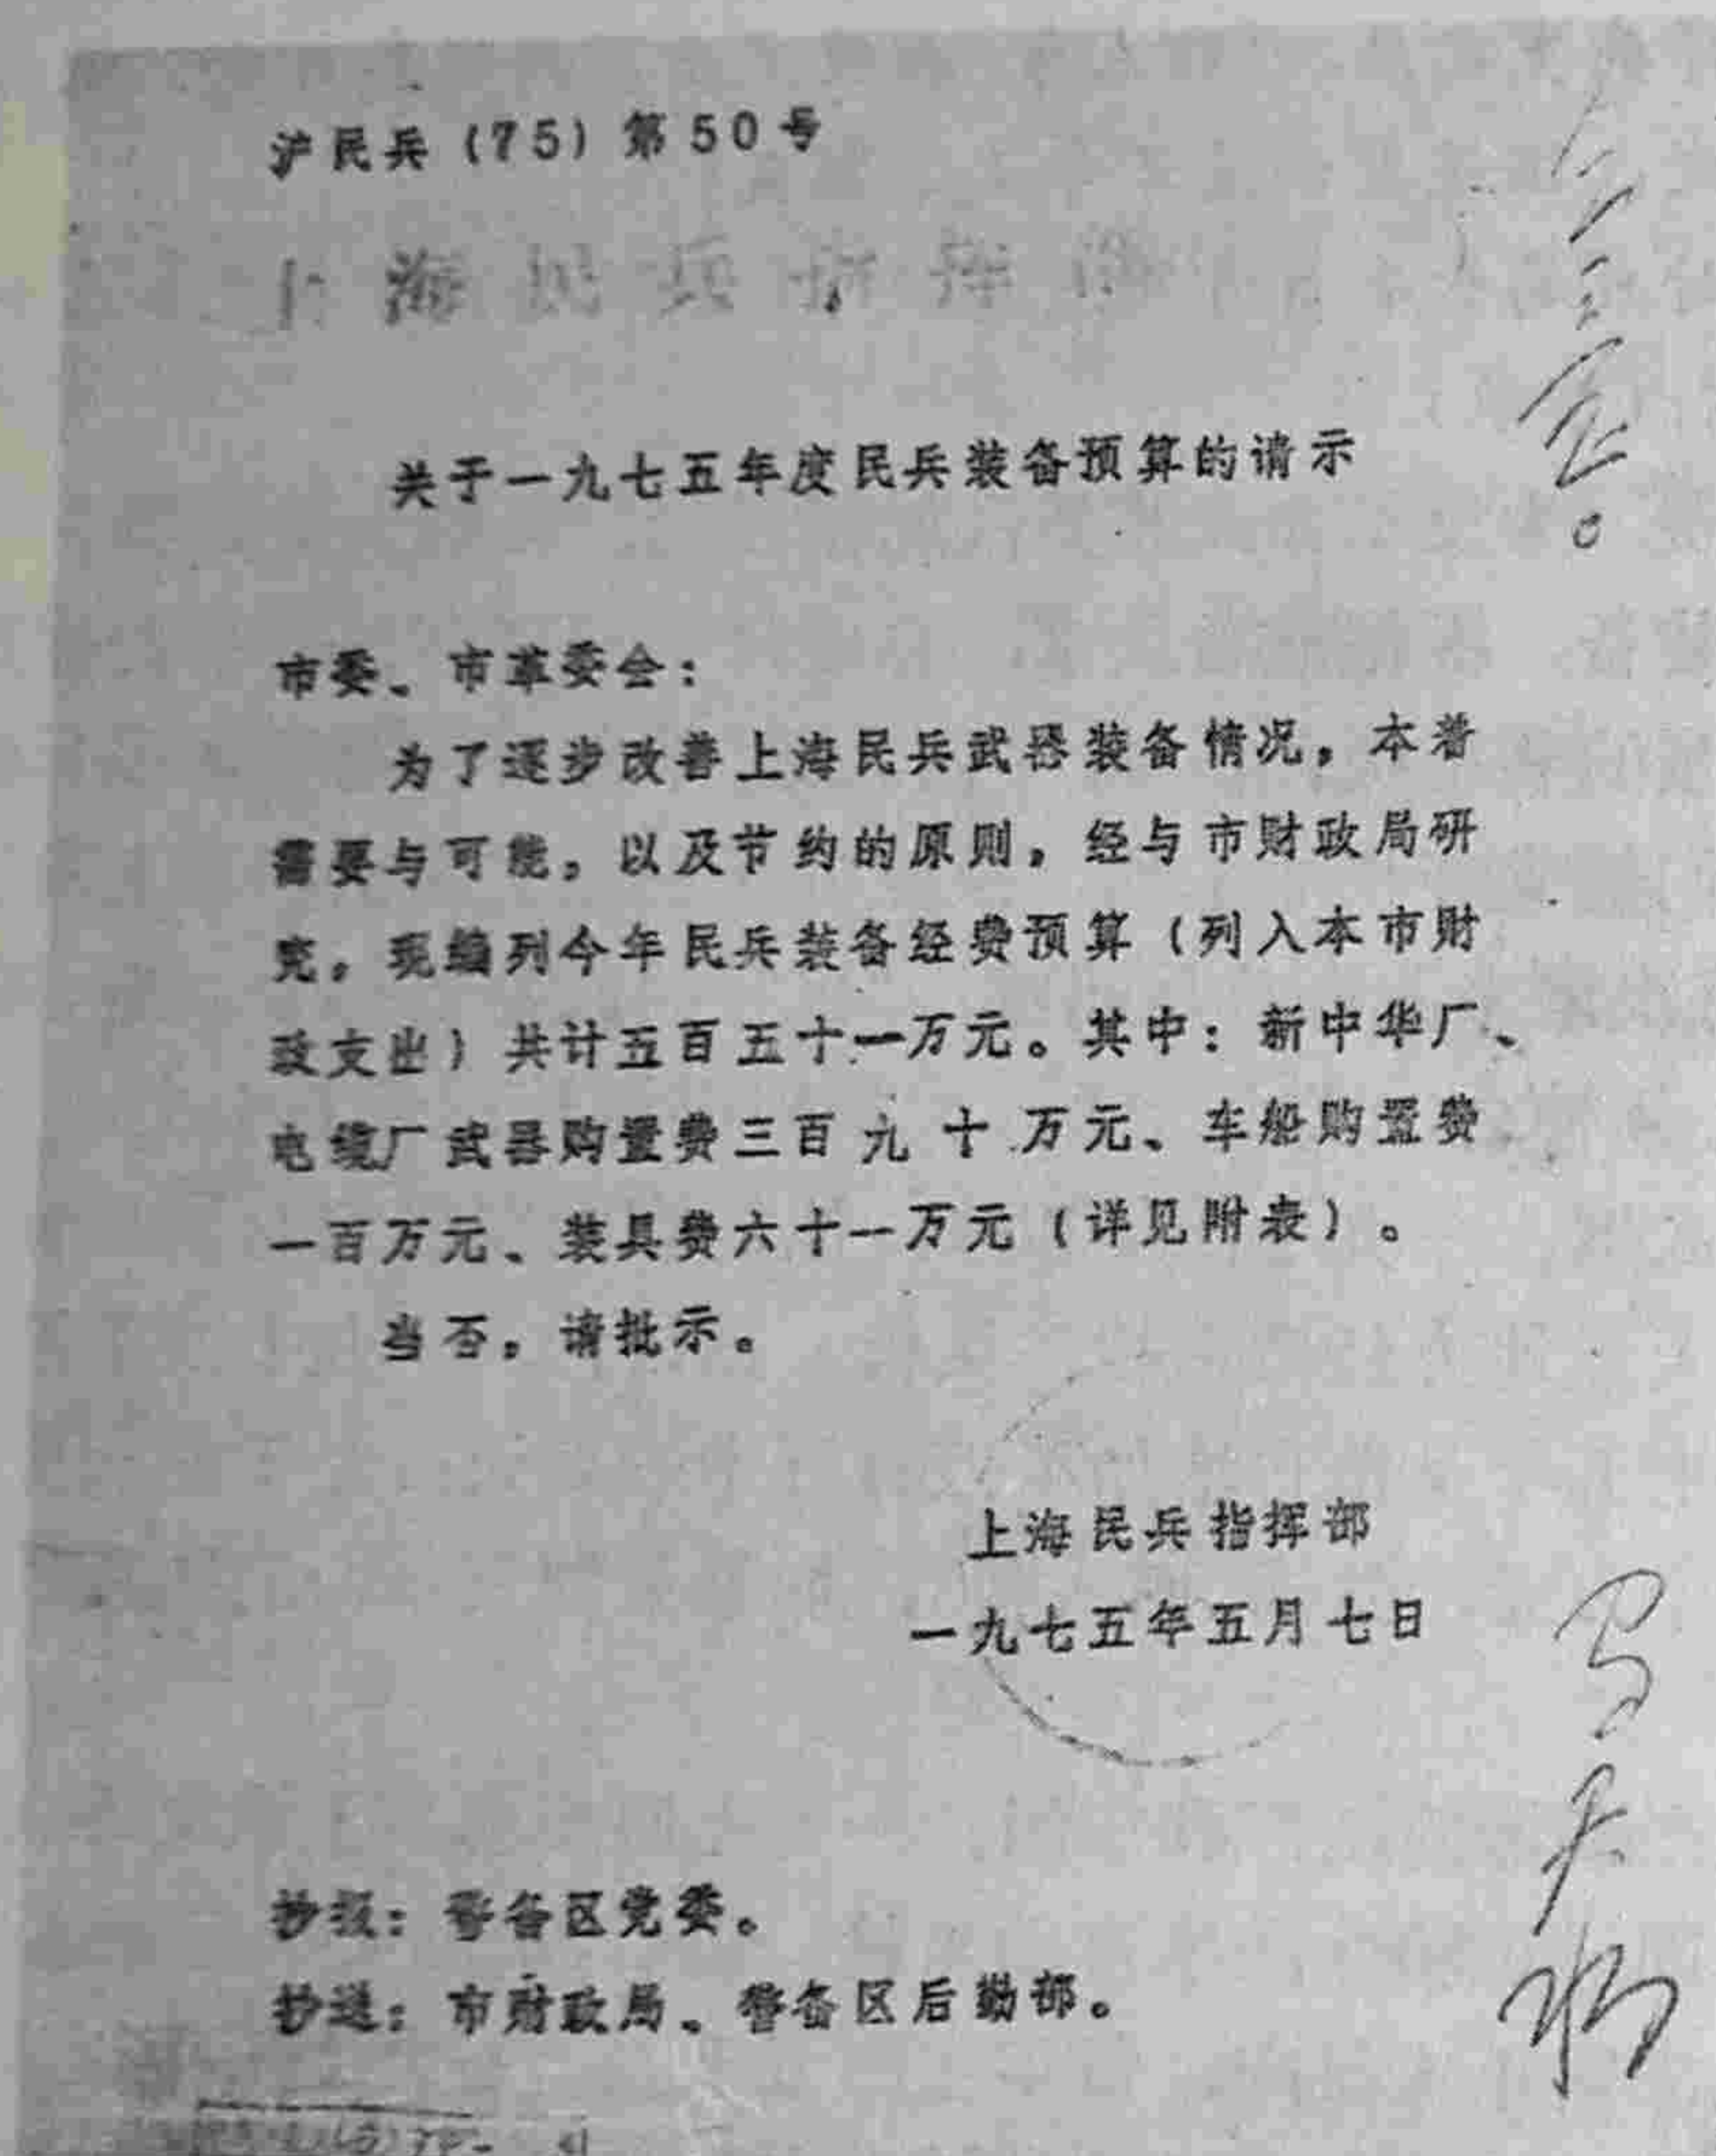 沪民兵（75）第50号
上海民兵指挥部
关于一九七五年度民兵装备预算的请示
市委、市革委会：
为了逐步改善上海民兵武器装备情况，本着
需要与可能，以及节约的原则，经与市财政局研
究，现编列今年民兵装备经费预算（列入本市财
政支出）共计五百五十一万元。其中：新中华厂、
电缆厂武器购置费三百九十万元、车船购置费
一百万元、装具费六十一万元（详见附表）。
当否，请批示。
上海民兵指挥部
一九七五年五月七日
抄报：警备区党委。
抄送：市财政局、警备区后勤部。
马天水